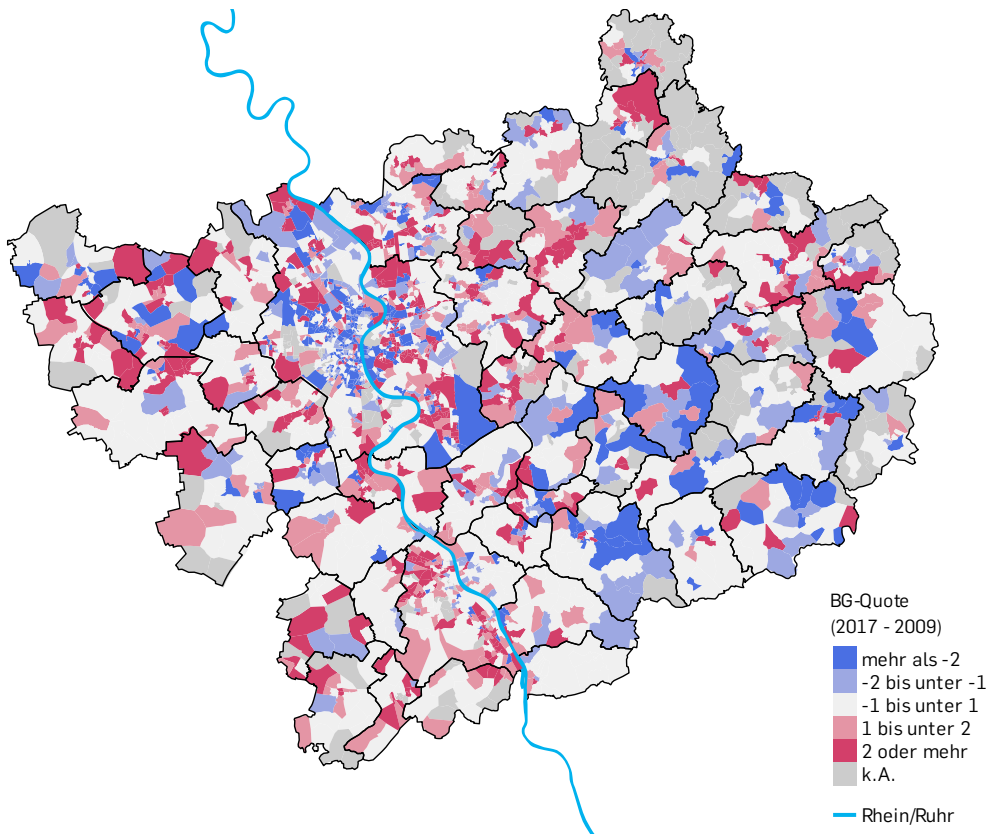 BG-Quote
(2017 - 2009)
mehr als -2
-2 bis unter -1
-1 bis unter 1
1 bis unter 2
2 oder mehr
k.A.
Rhein/Ruhr